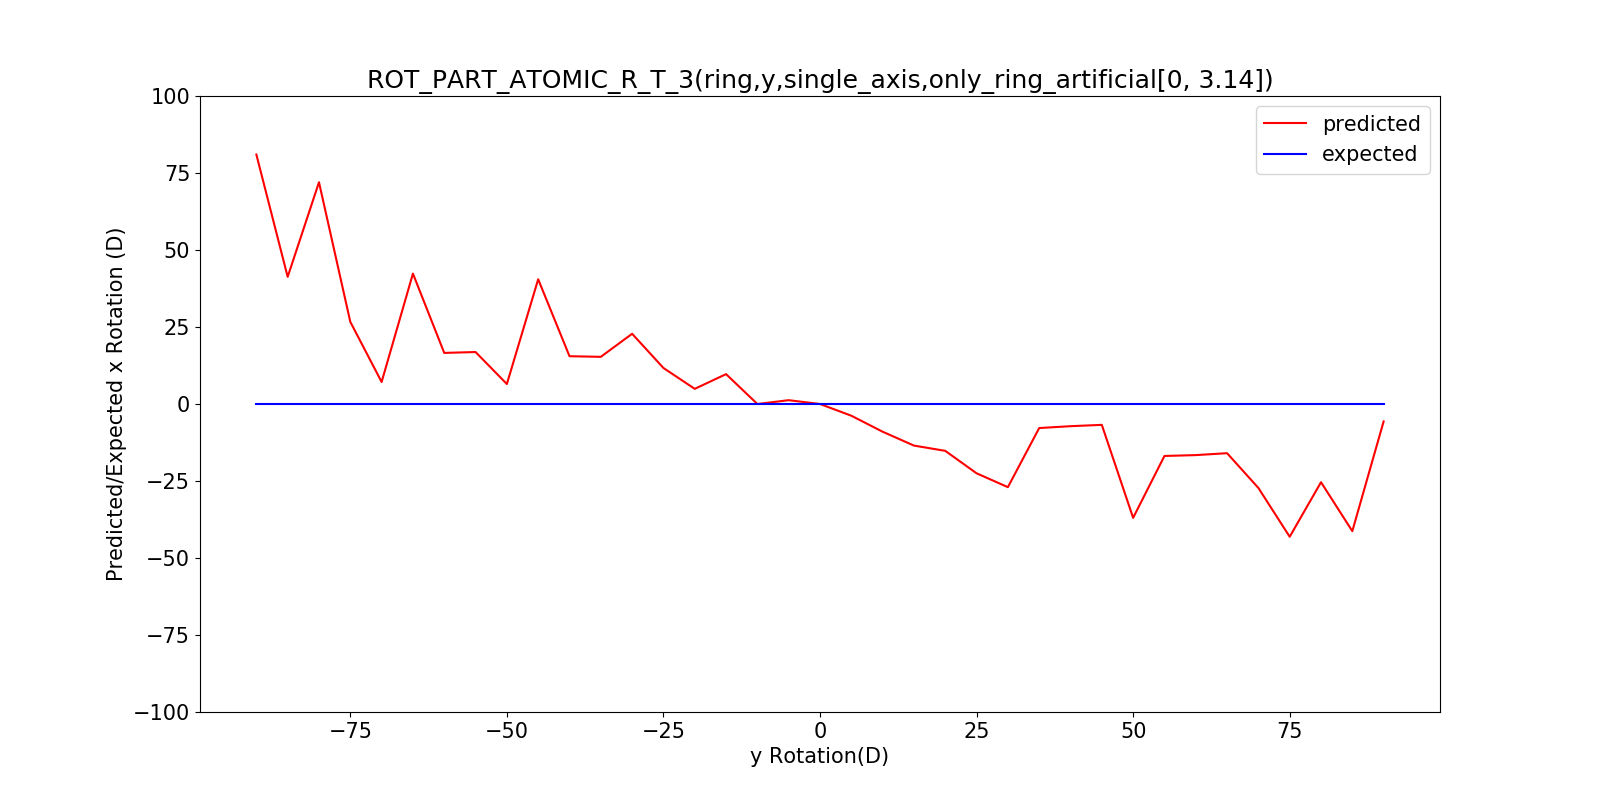 ROT_PART_ATOMIC_R_T_3(ring,y,single_axis,only_ring_artificial[0, 3.14])
predicted
expected
Predicted/Expected x Rotation (D)
100
75
50
25
0
−25
−50
−75
−100
−75 −50 −25 0 25 50 75
y Rotation(D)